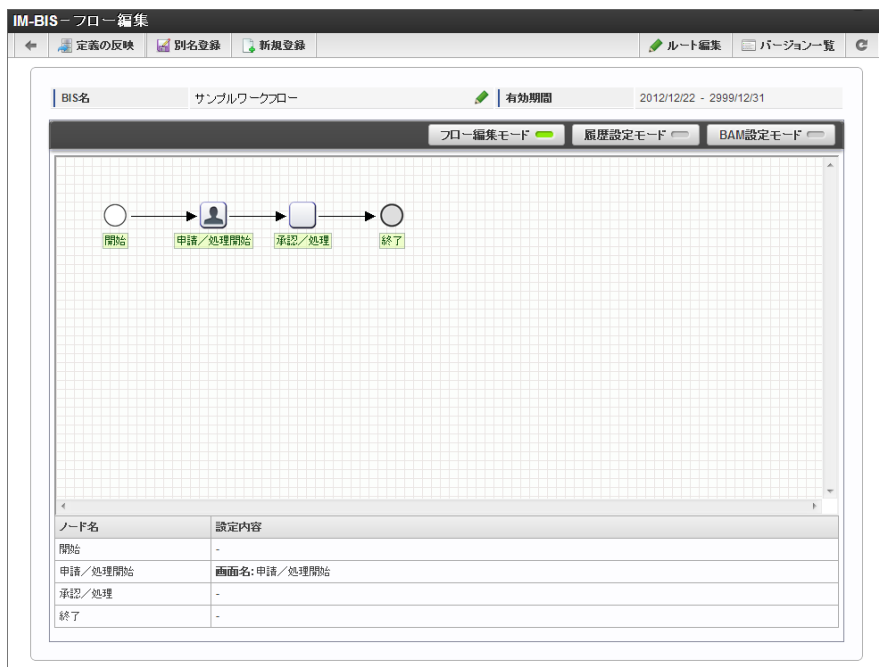 IM-BIS－フロー編集
定義の反映 別名登録 新規登録 ルート編集 バージョン一覧
BIS名 サンプルワークフロー 有効期間 2012/12/22 - 2999/12/31
フロー編集モード 履歴設定モード BAM設定モード
開始 申請／処理開始 承認／処理 終了
ノード名 設定内容
開始 -
申請／処理開始 画面名: 申請／処理開始
承認／処理 -
終了 -